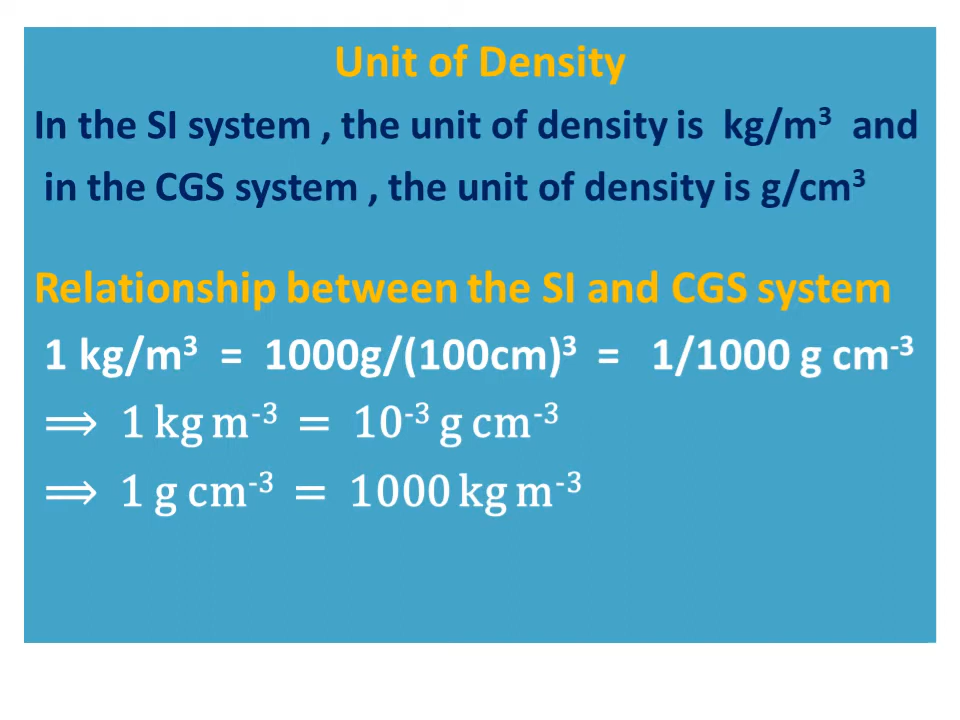 Unit of Density
In the SI system , the unit of density is kg/m³ and
in the CGS system , the unit of density is g/cm³
Relationship between the SI and CGS system
1 kg/m³ = 1000g/(100cm)³ = 1/1000 g cm⁻³
⟹ 1 kg m⁻³ = 10⁻³ g cm⁻³
⟹ 1 g cm⁻³ = 1000 kg m⁻³